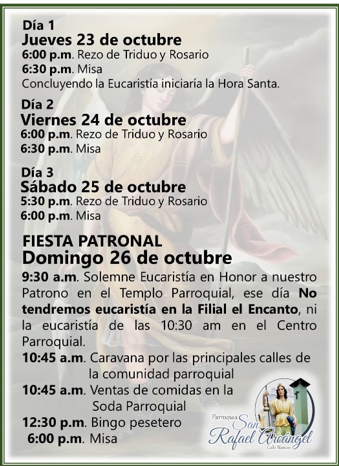 Día 1
Jueves 23 de octubre
6:00 p.m. Rezo de Triduo y Rosario
6:30 p.m. Misa
Concluyendo la Eucaristía iniciaría la Hora Santa.
Día 2
Viernes 24 de octubre
6:00 p.m. Rezo de Triduo y Rosario
6:30 p.m. Misa
Día 3
Sábado 25 de octubre
5:30 p.m. Rezo de Triduo y Rosario
6:00 p.m. Misa
FIESTA PATRONAL
Domingo 26 de octubre
9:30 a.m. Solemne Eucaristía en Honor a nuestro
Patrono en el Templo Parroquial, ese día No
tendremos eucaristía en la Filial el Encanto, ni
la eucaristía de las 10:30 am en el Centro
Parroquial.
10:45 a.m. Caravana por las principales calles de
la comunidad parroquial
10:45 a.m. Ventas de comidas en la
Soda Parroquial
12:30 p.m. Bingo pesetero
6:00 p.m. Misa
Parroquia
San
Rafael Arcángel